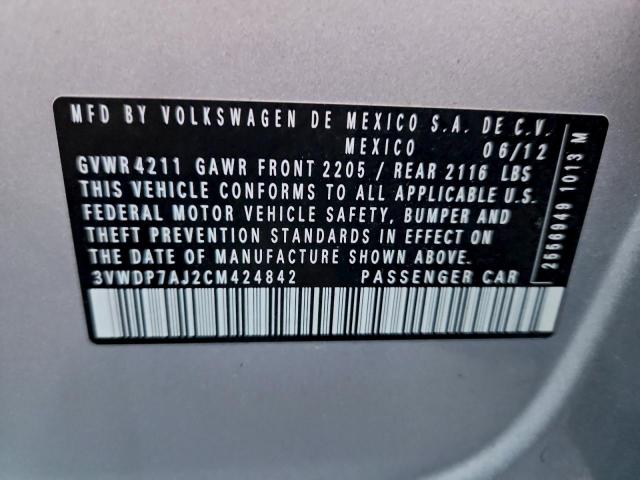 MFD BY VOLKSWAGEN DE MEXICO S.A. DE C.V.
MEXICO 06/12
GVWR 4211 GAWR FRONT 2205 / REAR 2116 LBS
THIS VEHICLE CONFORMS TO ALL APPLICABLE U.S.
FEDERAL MOTOR VEHICLE SAFETY, BUMPER AND
THEFT PREVENTION STANDARDS IN EFFECT ON
THE DATE OF MANUFACTURE SHOWN ABOVE.
3VWDP7AJ2CM424842 PASSENGER CAR
2666949 1013 M